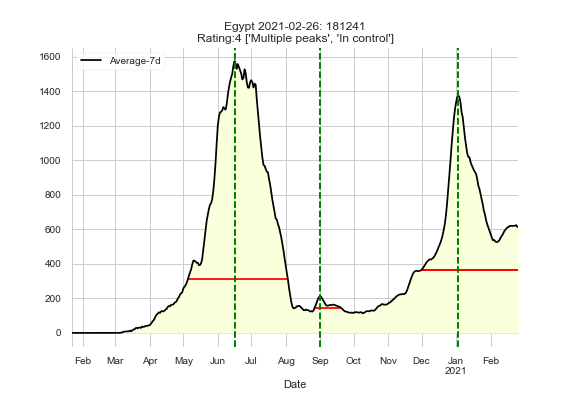 Egypt 2021-02-26: 181241
Rating:4 ['Multiple peaks', 'In control']
Average-7d
1600
1400
1200
1000
800
600
400
200
0
Feb Mar Apr May Jun Jul Aug Sep Oct Nov Dec Jan Feb
2021
Date